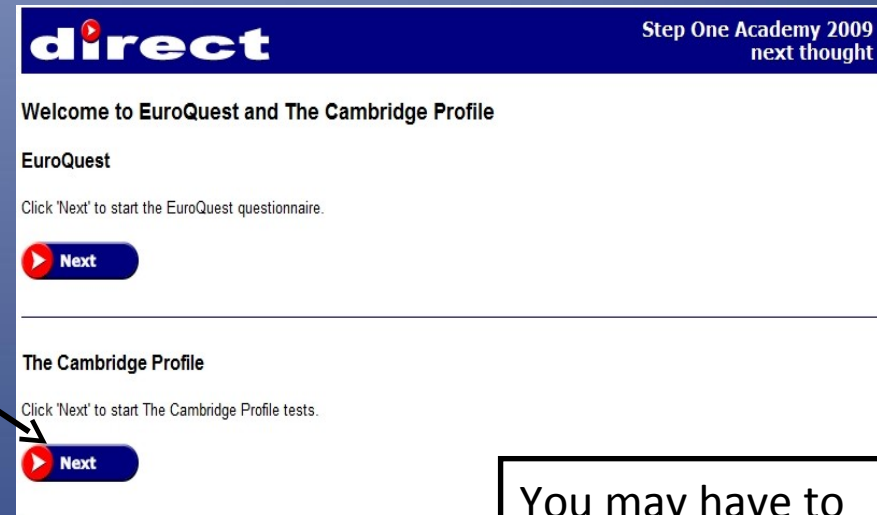 direct
Step One Academy 2009
next thought
Welcome to EuroQuest and The Cambridge Profile
EuroQuest
Click 'Next' to start the EuroQuest questionnaire.
Next
The Cambridge Profile
Click 'Next' to start The Cambridge Profile tests.
Next
You may have to